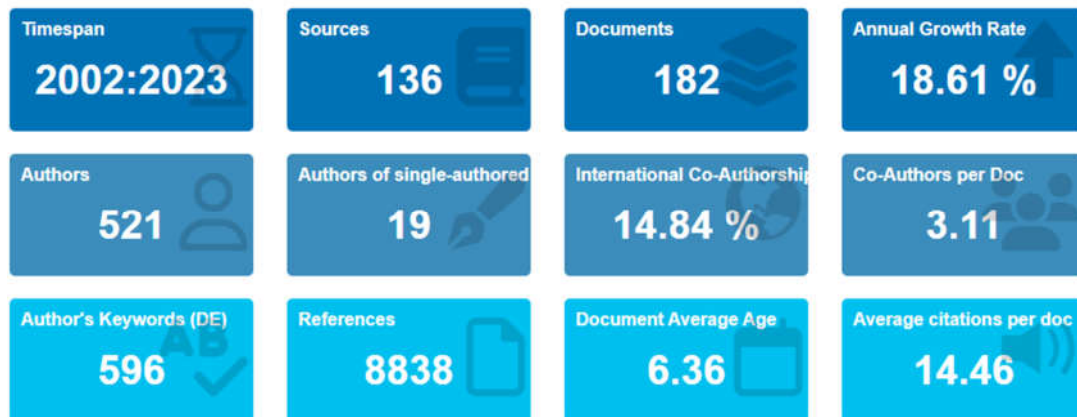 Timespan
2002:2023
Sources
136
Documents
182
Annual Growth Rate
18.61 %
Authors
521
Authors of single-authored
19
International Co-Authorship
14.84 %
Co-Authors per Doc
3.11
Author's Keywords (DE)
596
AB
References
8838
Document Average Age
6.36
Average citations per doc
14.46